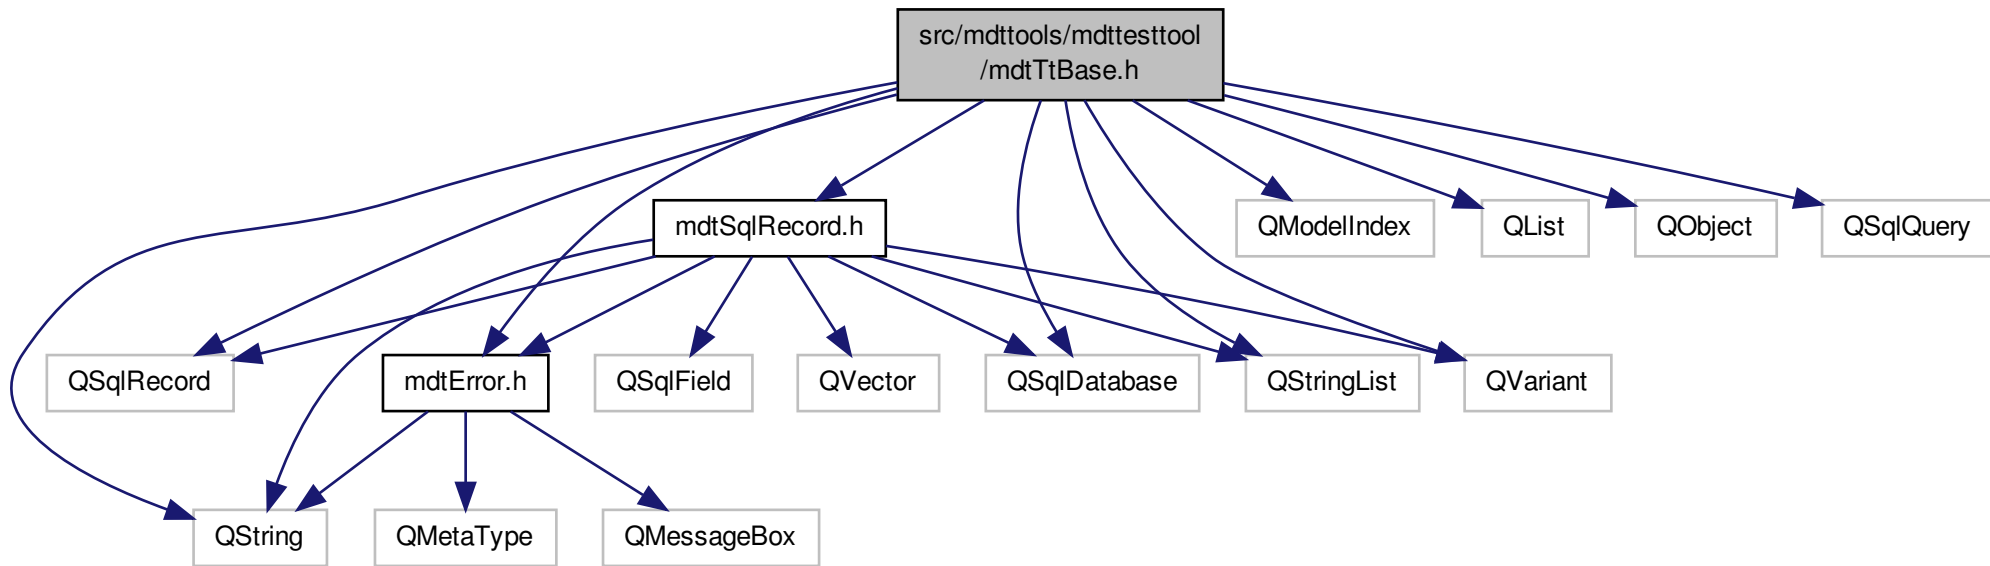 src/mdttools/mdttesttool
/mdtTtBase.h
mdtSqlRecord.h
QModelIndex
QList
QObject
QSqlQuery
QSqlRecord
mdtError.h
QSqlField
QVector
QSqlDatabase
QStringList
QVariant
QString
QMetaType
QMessageBox